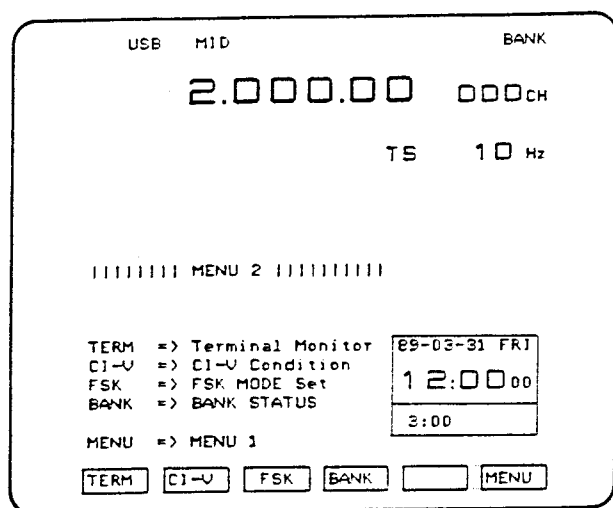 USB MID BANK
2.000.00 000CH
TS 10 Hz
|||||||| MENU 2 ||||||||||
TERM => Terminal Monitor
CI-V => CI-V Condition
FSK => FSK MODE Set
BANK => BANK STATUS
MENU => MENU 1
89-03-31 FRI
12:00 00
3:00
TERM CI-V FSK BANK MENU